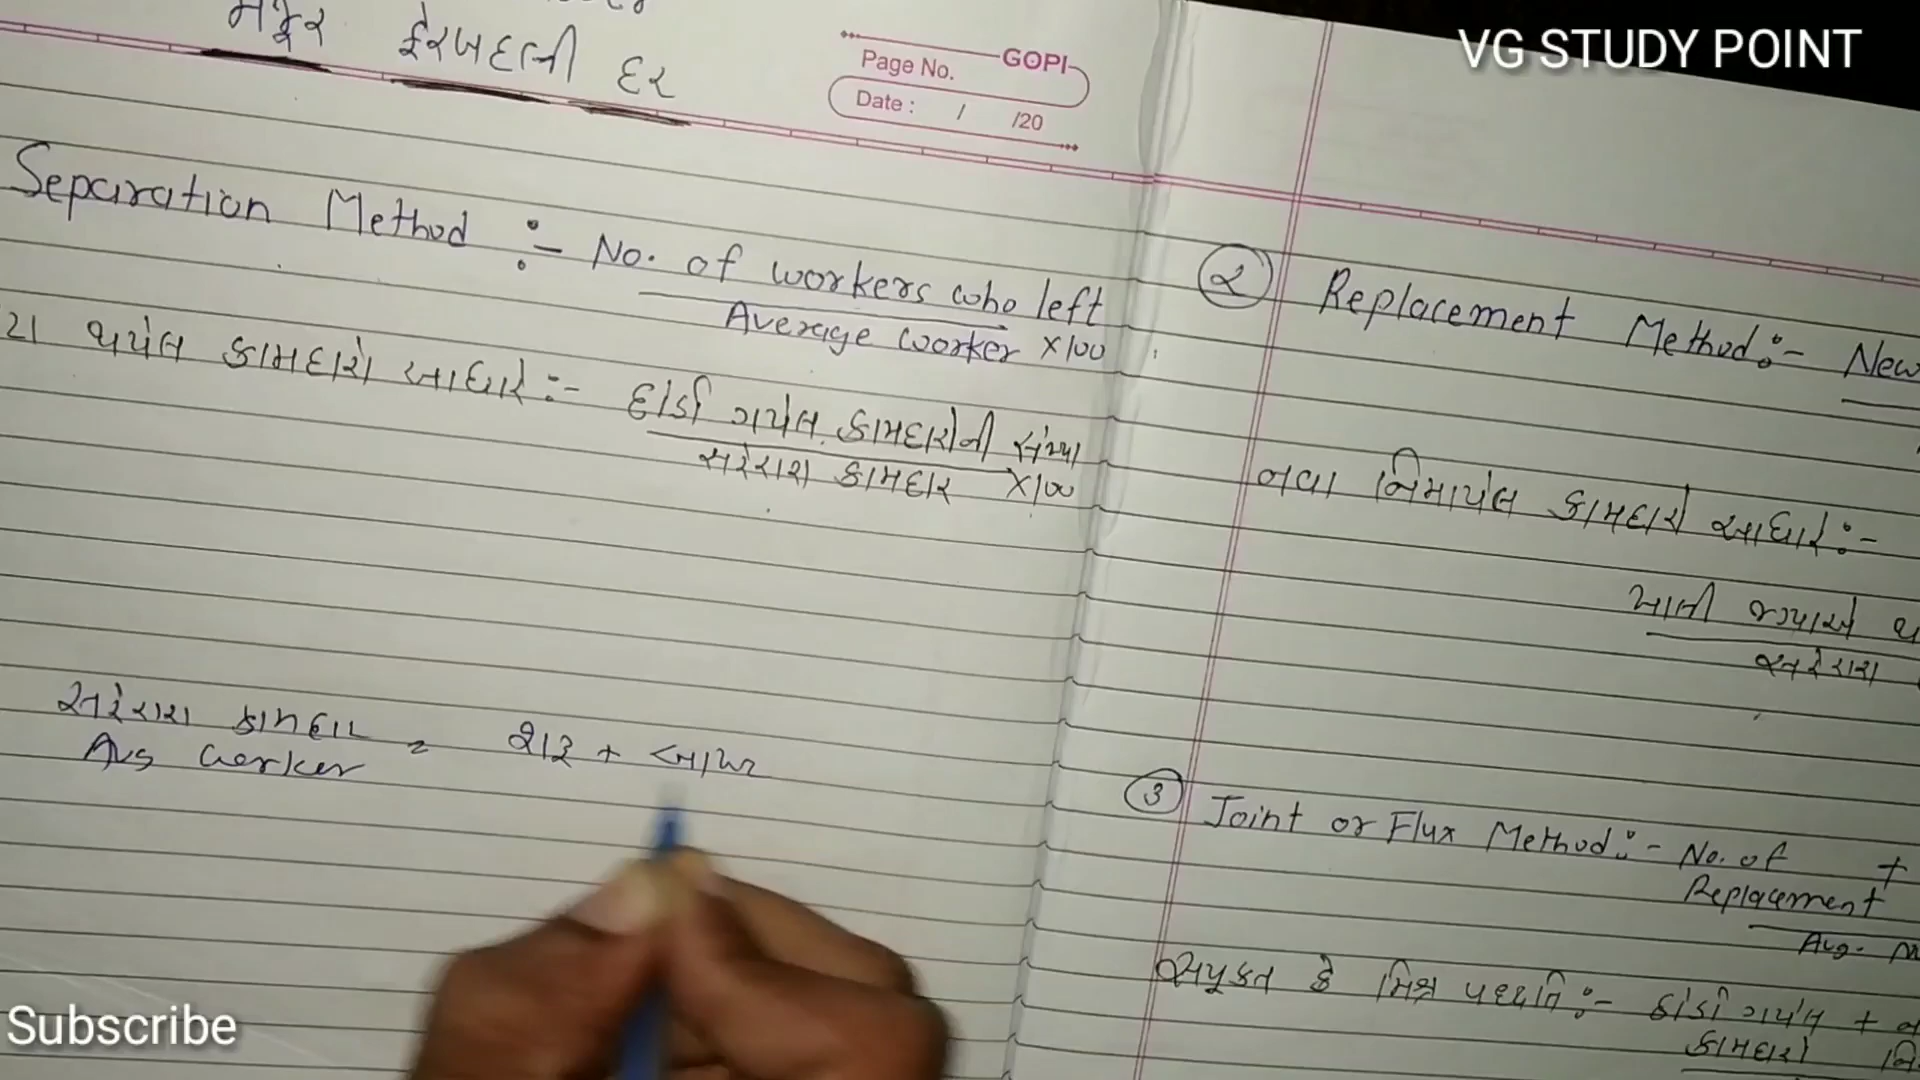 VG STUDY POINT
મજૂર ફેરબદલી દર
GOPI
Page No.
Date : / /20
Separation Method :- No. of workers who left
Average worker ×100
થયેલ કામદારો આધારે :- છોડી ગયેલ કામદારોની સંખ્યા
સરેરાશ કામદાર ×100
સરેરાશ કામદાર = શરૂ + આખર
Avg worker
૨ Replacement Method :- New
નવા નિમાયેલ કામદારો આધારે :-
ખાલી જગ્યાએ
સરેરાશ
3 Joint or Flux Method :- No. of +
Replacement
Avg.
સંયુક્ત કે મિશ્ર પદ્ધતિ :- છોડી ગયેલ +
કામદારો
Subscribe